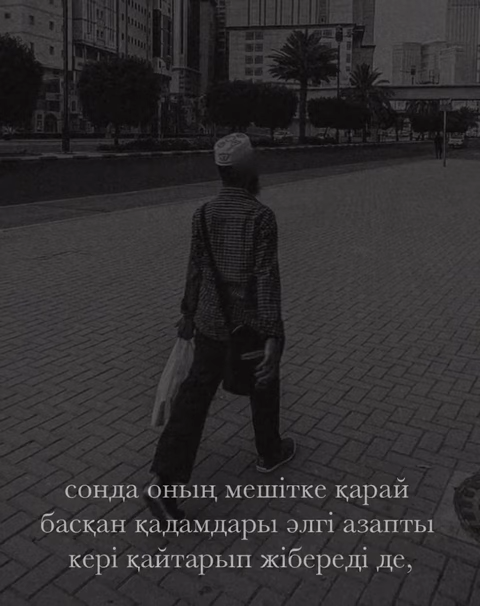 сонда оның мешітке қарай
басқан қадамдары әлгі азапты
кері қайтарып жібереді де,